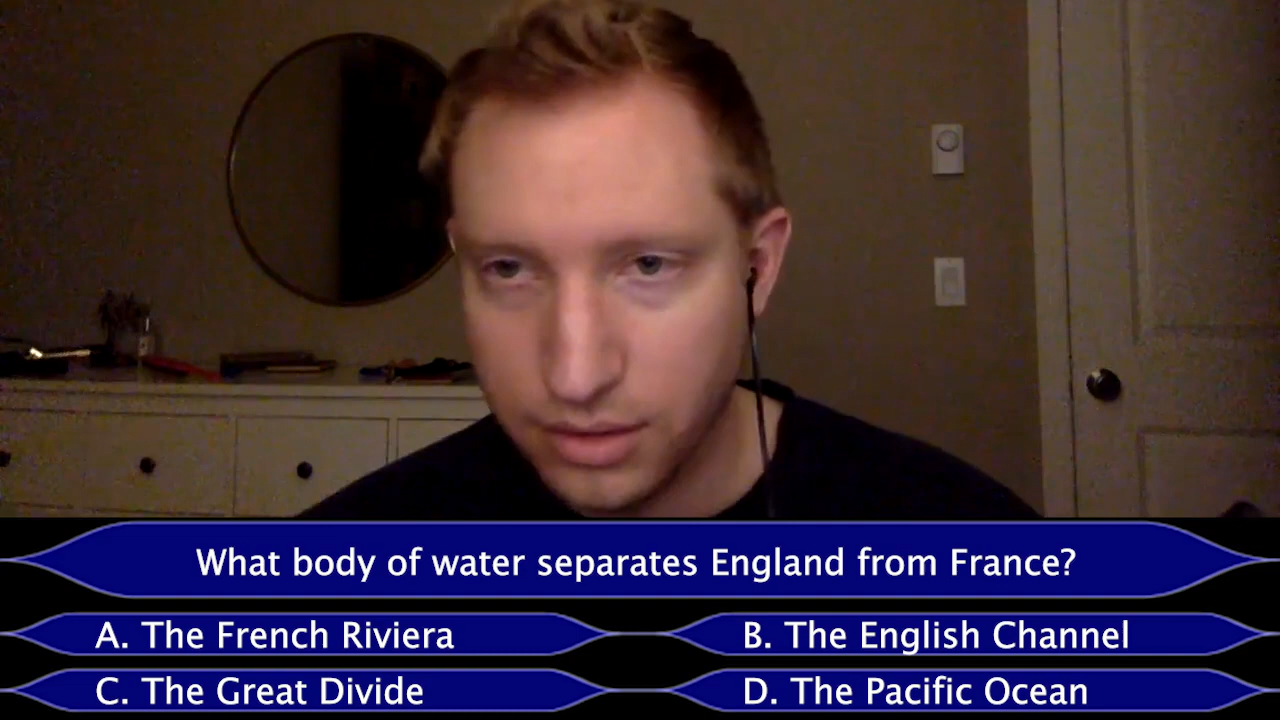 What body of water separates England from France?
A. The French Riviera
B. The English Channel
C. The Great Divide
D. The Pacific Ocean